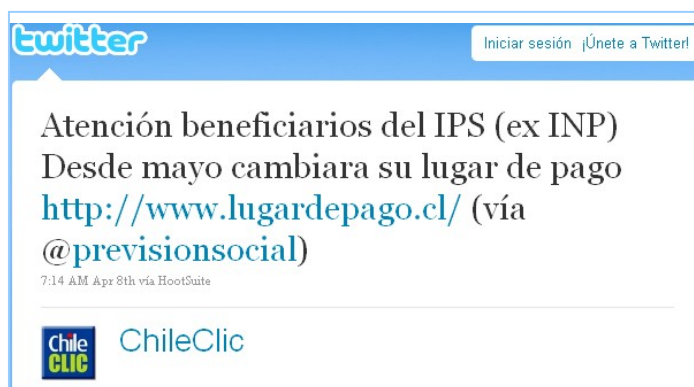 twitter
Iniciar sesión ¡Únete a Twitter!
Atención beneficiarios del IPS (ex INP)
Desde mayo cambiara su lugar de pago
http://www.lugardepago.cl/ (vía
@previsionsocial)
7:14 AM Apr 8th vía HootSuite
Chile
CLIC
ChileClic